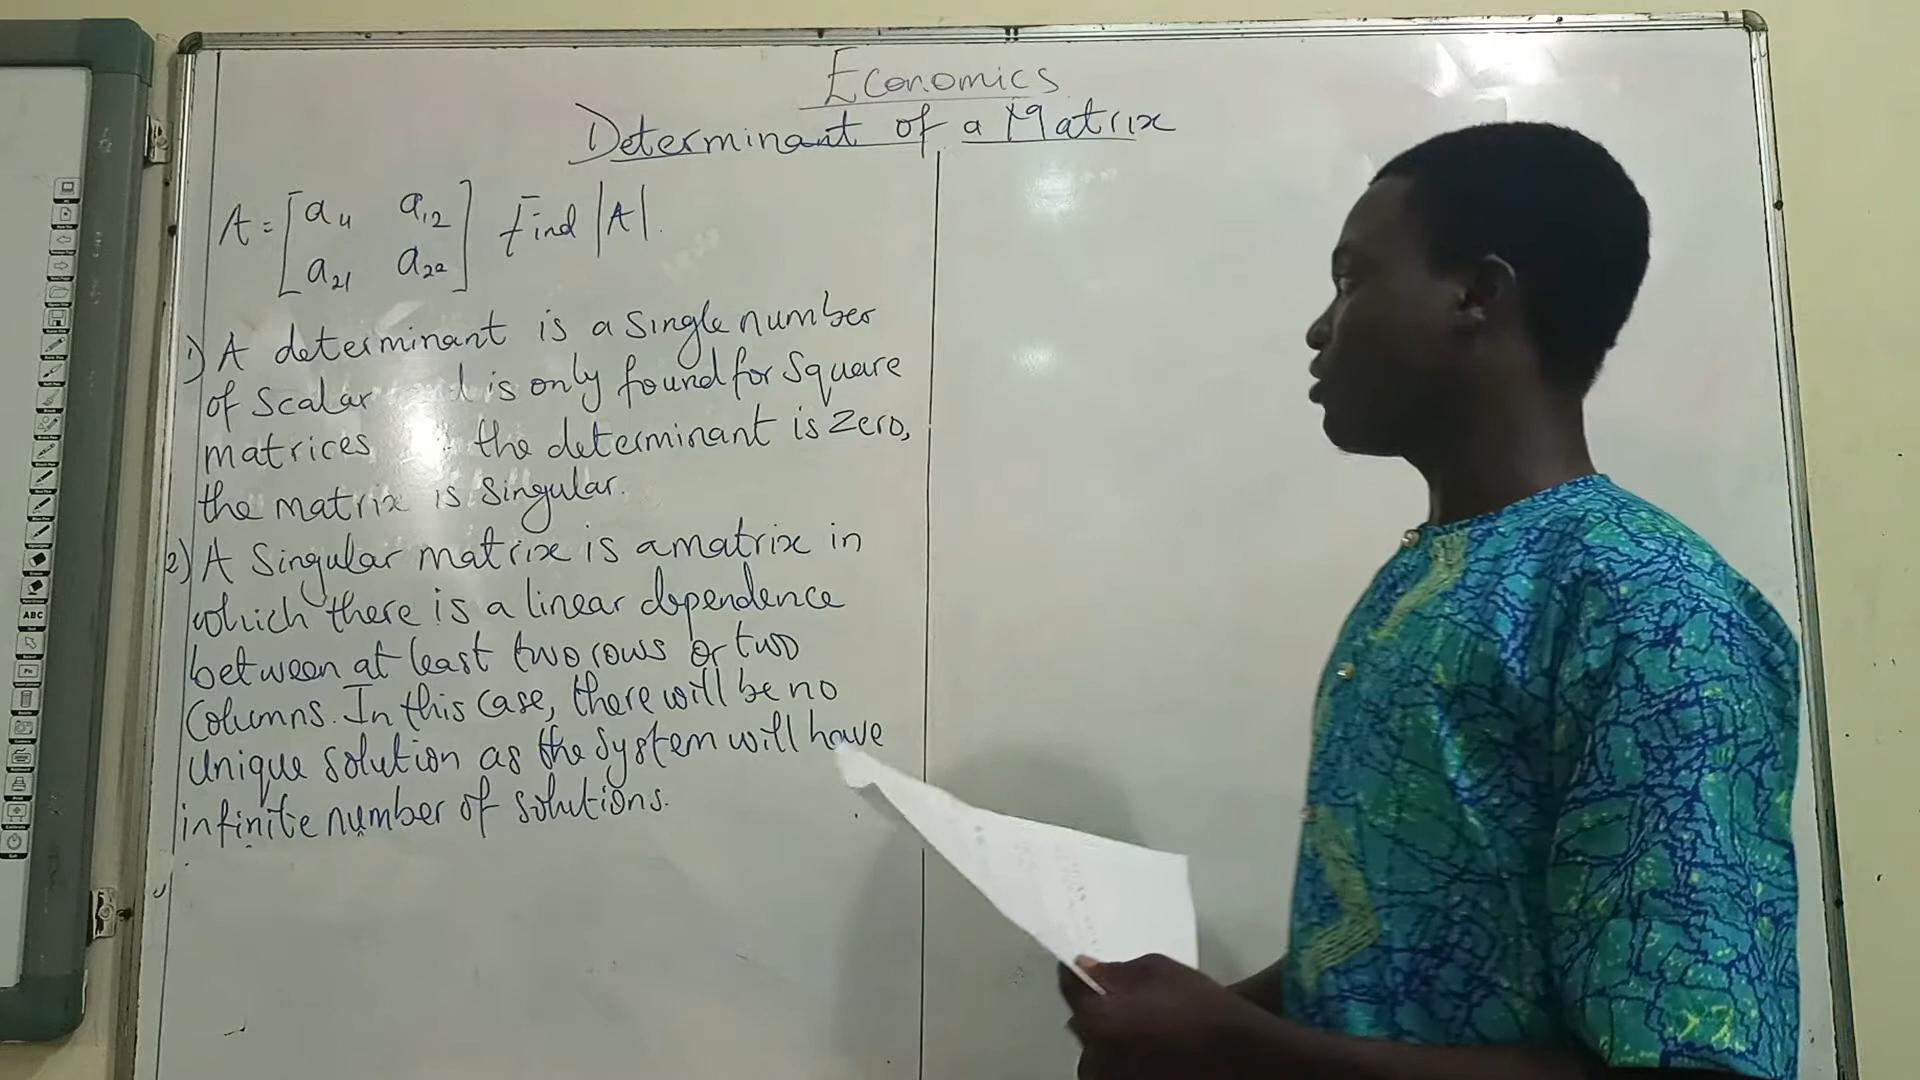 Economics
Determinant of a Matrix
A = [a11 a12
a21 a22] Find |A|.
1) A determinant is a single number
of scalar is only found for square
matrices the determinant is zero,
the matrix is singular.
2) A singular matrix is a matrix in
which there is a linear dependence
between at least two rows or two
Columns. In this case, there will be no
unique solution as the system will have
infinite number of solutions.
ABC